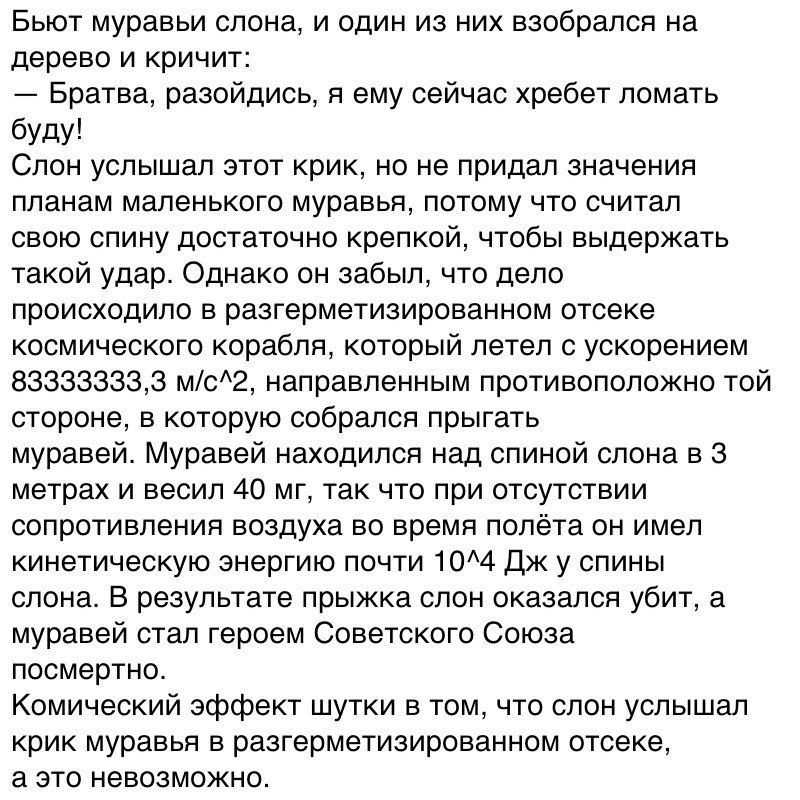 Бьют муравьи слона, и один из них взобрался на
дерево и кричит:
— Братва, разойдись, я ему сейчас хребет ломать
буду!
Слон услышал этот крик, но не придал значения
планам маленького муравья, потому что считал
свою спину достаточно крепкой, чтобы выдержать
такой удар. Однако он забыл, что дело
происходило в разгерметизированном отсеке
космического корабля, который летел с ускорением
83333333,3 м/с^2, направленным противоположно той
стороне, в которую собрался прыгать
муравей. Муравей находился над спиной слона в 3
метрах и весил 40 мг, так что при отсутствии
сопротивления воздуха во время полёта он имел
кинетическую энергию почти 10^4 Дж у спины
слона. В результате прыжка слон оказался убит, а
муравей стал героем Советского Союза
посмертно.
Комический эффект шутки в том, что слон услышал
крик муравья в разгерметизированном отсеке,
а это невозможно.